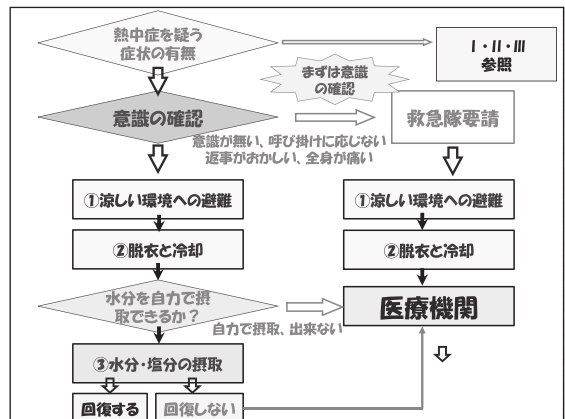 熱中症を疑う
症状の有無
Ⅰ・Ⅱ・Ⅲ
参照
まずは意識
の確認
意識の確認
救急隊要請
意識が無い、呼び掛けに応じない
返事がおかしい、全身が痛い
①涼しい環境への避難
①涼しい環境への避難
②脱衣と冷却
②脱衣と冷却
水分を自力で摂
取できるか？
医療機関
自力で摂取、出来ない
③水分・塩分の摂取
回復する
回復しない